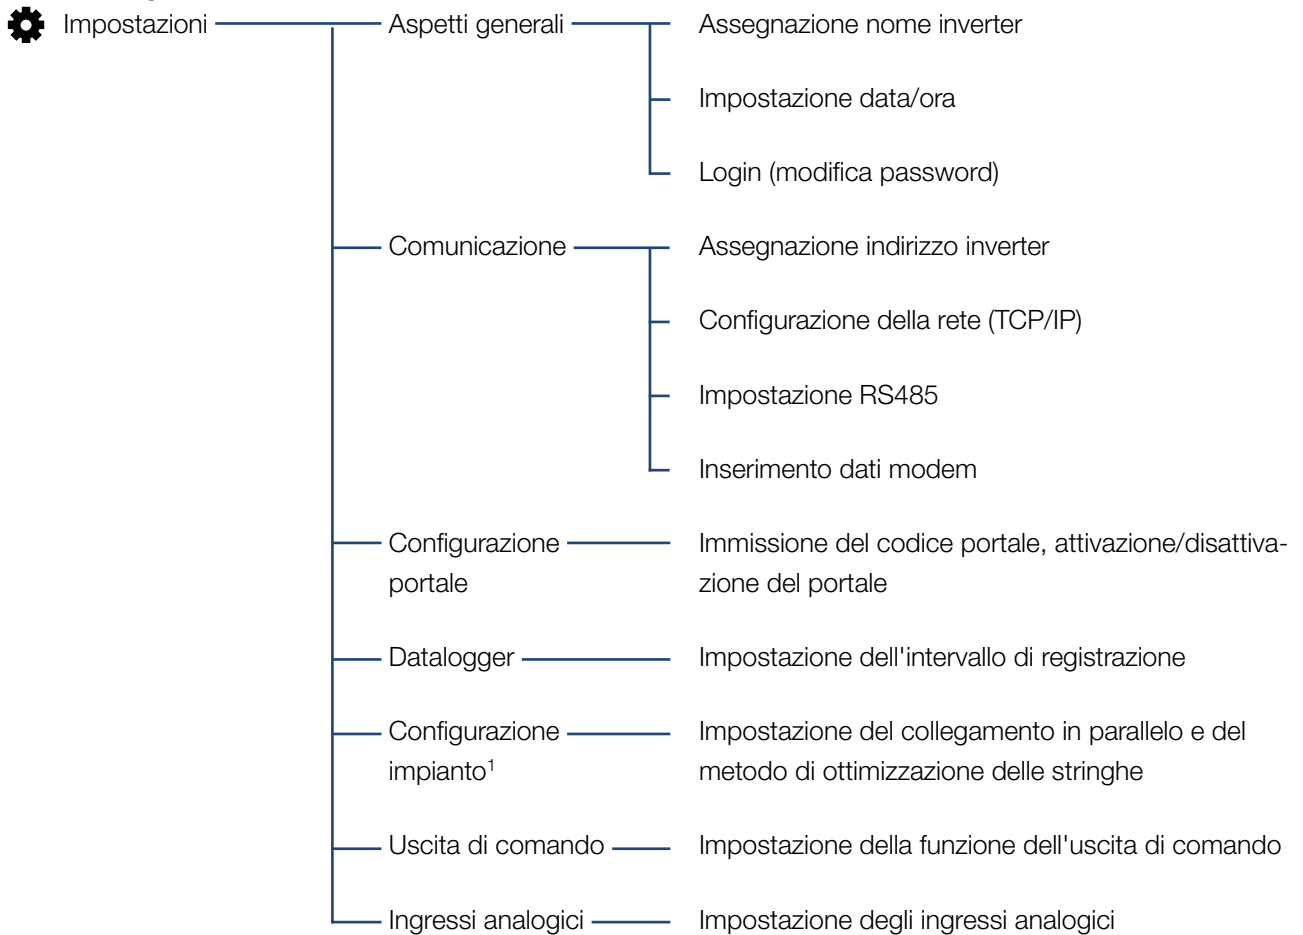 Impostazioni
Aspetti generali
Assegnazione nome inverter
Impostazione data/ora
Login (modifica password)
Comunicazione
Assegnazione indirizzo inverter
Configurazione della rete (TCP/IP)
Impostazione RS485
Inserimento dati modem
Configurazione
portale
Immissione del codice portale, attivazione/disattiva-
zione del portale
Datalogger
Impostazione dell'intervallo di registrazione
Configurazione
impianto¹
Impostazione del collegamento in parallelo e del
metodo di ottimizzazione delle stringhe
Uscita di comando
Impostazione della funzione dell'uscita di comando
Ingressi analogici
Impostazione degli ingressi analogici